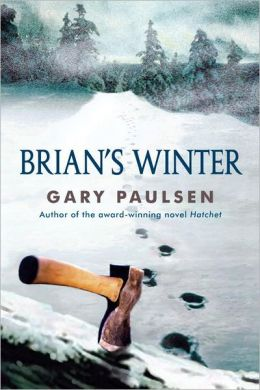 BRIAN'S WINTER
GARY PAULSEN
Author of the award-winning novel Hatchet